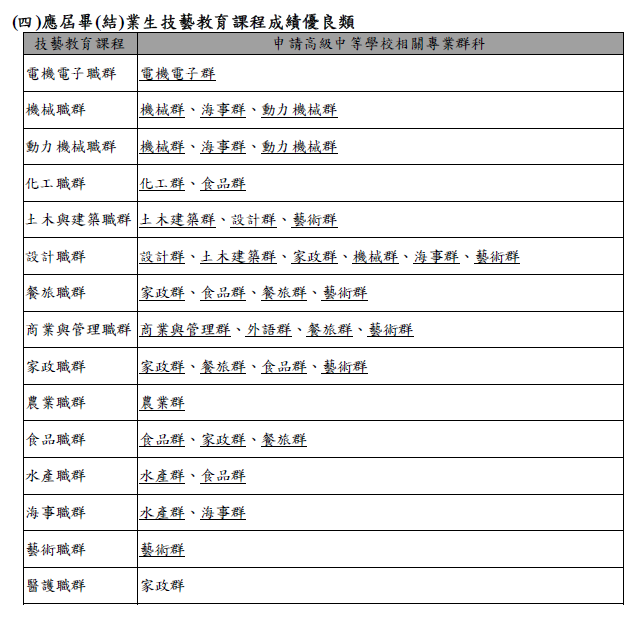 (四)應屆畢(結)業生技藝教育課程成績優良類
技藝教育課程 申請高級中等學校相關專業群科
電機電子職群 電機電子群
機械職群 機械群、海事群、動力機械群
動力機械職群 機械群、海事群、動力機械群
化工職群 化工群、食品群
土木與建築職群 土木建築群、設計群、藝術群
設計職群 設計群、土木建築群、家政群、機械群、海事群、藝術群
餐旅職群 家政群、食品群、餐旅群、藝術群
商業與管理職群 商業與管理群、外語群、餐旅群、藝術群
家政職群 家政群、餐旅群、食品群、藝術群
農業職群 農業群
食品職群 食品群、家政群、餐旅群
水產職群 水產群、食品群
海事職群 水產群、海事群
藝術職群 藝術群
醫護職群 家政群